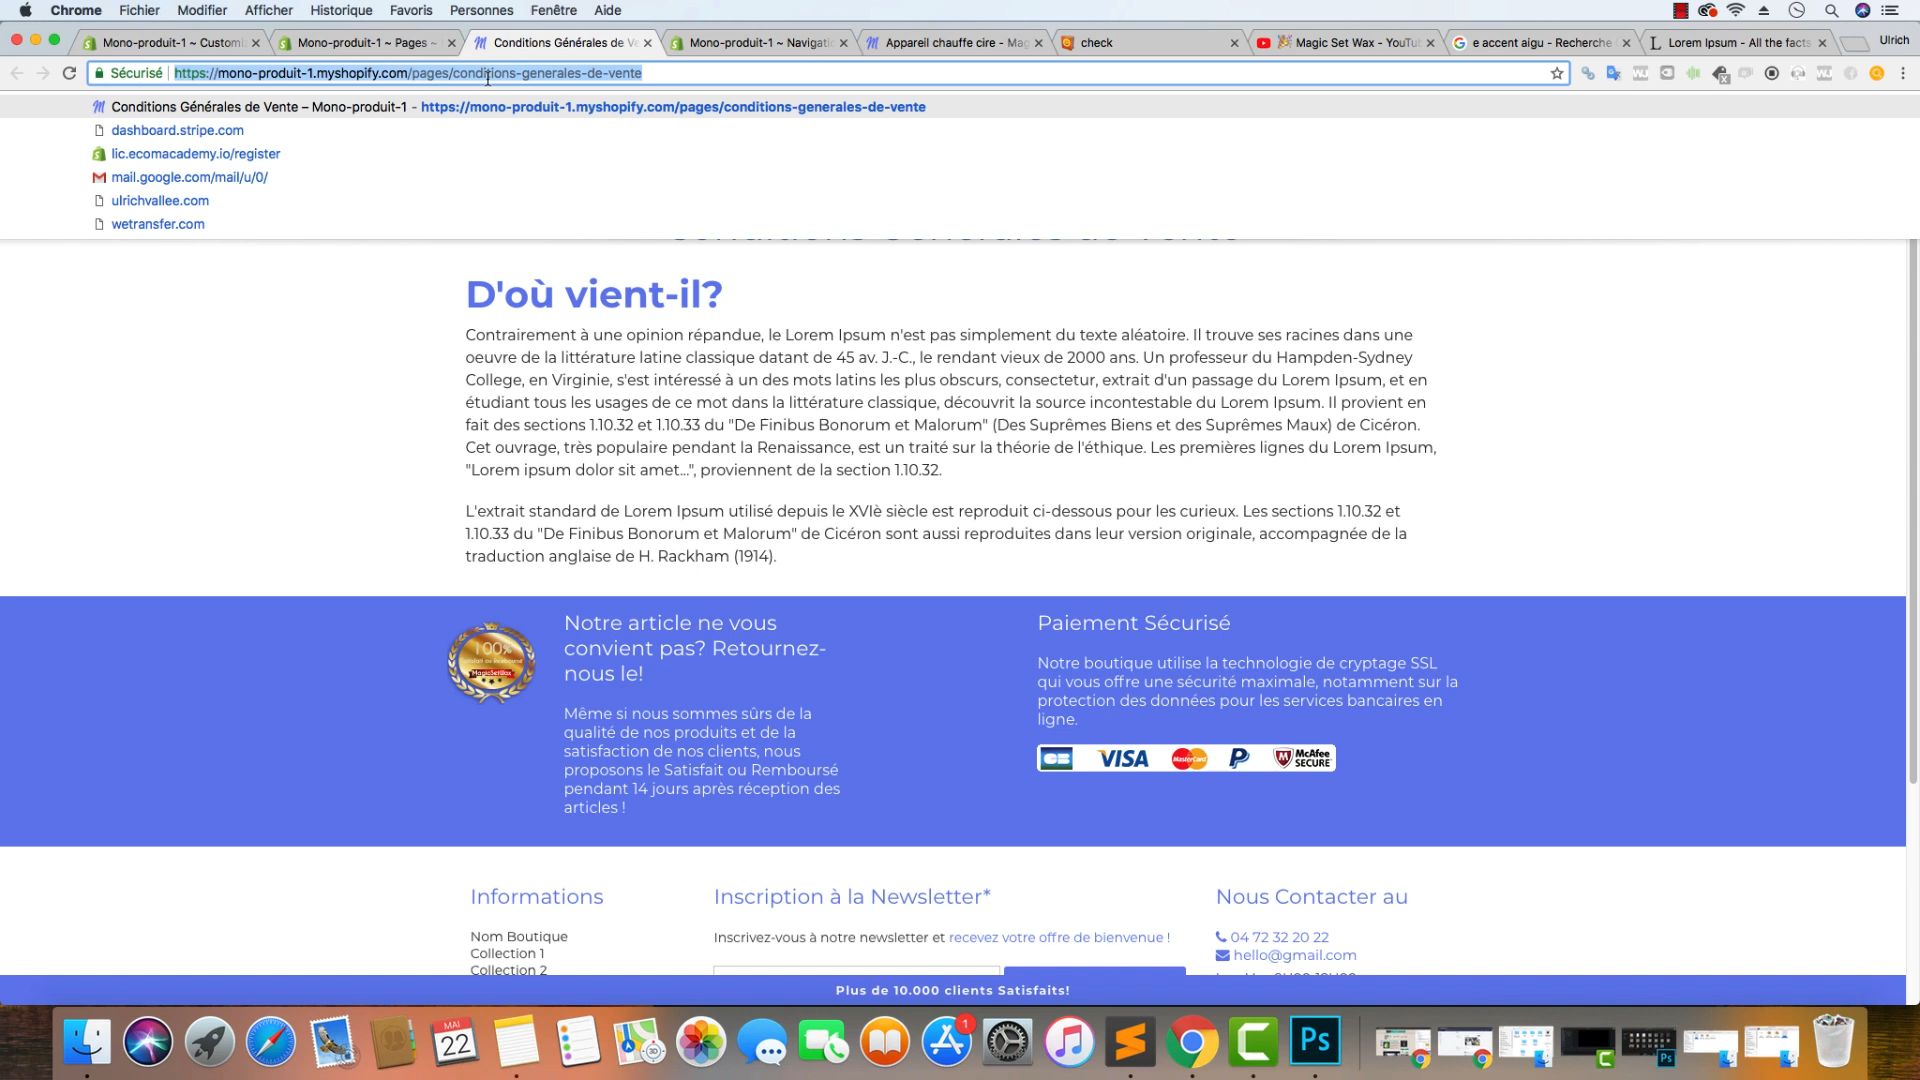 Chrome Fichier Modifier Afficher Historique Favoris Personnes Fenêtre Aide
Mono-produit-1 ~ Customi
Mono-produit-1 ~ Pages ~
Conditions Générales de Ve
Mono-produit-1 ~ Navigati
Appareil chauffe cire - Mag
check
Magic Set Wax - YouTu
e accent aigu - Recherche
Lorem Ipsum - All the facts
Ulrich
Sécurisé https://mono-produit-1.myshopify.com/pages/conditions-generales-de-vente
Conditions Générales de Vente – Mono-produit-1 - https://mono-produit-1.myshopify.com/pages/conditions-generales-de-vente
dashboard.stripe.com
lic.ecomacademy.io/register
mail.google.com/mail/u/0/
ulrichvallee.com
wetransfer.com
Conditions Générales de Vente
D'où vient-il?
Contrairement à une opinion répandue, le Lorem Ipsum n'est pas simplement du texte aléatoire. Il trouve ses racines dans une
oeuvre de la littérature latine classique datant de 45 av. J.-C., le rendant vieux de 2000 ans. Un professeur du Hampden-Sydney
College, en Virginie, s'est intéressé à un des mots latins les plus obscurs, consectetur, extrait d'un passage du Lorem Ipsum, et en
étudiant tous les usages de ce mot dans la littérature classique, découvrit la source incontestable du Lorem Ipsum. Il provient en
fait des sections 1.10.32 et 1.10.33 du "De Finibus Bonorum et Malorum" (Des Suprêmes Biens et des Suprêmes Maux) de Cicéron.
Cet ouvrage, très populaire pendant la Renaissance, est un traité sur la théorie de l'éthique. Les premières lignes du Lorem Ipsum,
"Lorem ipsum dolor sit amet...", proviennent de la section 1.10.32.
L'extrait standard de Lorem Ipsum utilisé depuis le XVIè siècle est reproduit ci-dessous pour les curieux. Les sections 1.10.32 et
1.10.33 du "De Finibus Bonorum et Malorum" de Cicéron sont aussi reproduites dans leur version originale, accompagnée de la
traduction anglaise de H. Rackham (1914).
100%
MagicSetBox
Notre article ne vous
convient pas? Retournez-
nous le!
Même si nous sommes sûrs de la
qualité de nos produits et de la
satisfaction de nos clients, nous
proposons le Satisfait ou Remboursé
pendant 14 jours après réception des
articles !
Paiement Sécurisé
Notre boutique utilise la technologie de cryptage SSL
qui vous offre une sécurité maximale, notamment sur la
protection des données pour les services bancaires en
ligne.
CB VISA MasterCard P McAfee SECURE
Informations
Nom Boutique
Collection 1
Collection 2
Inscription à la Newsletter*
Inscrivez-vous à notre newsletter et recevez votre offre de bienvenue !
Nous Contacter au
04 72 32 20 22
hello@gmail.com
Plus de 10.000 clients Satisfaits!
MAI
22
3D
1
Ps